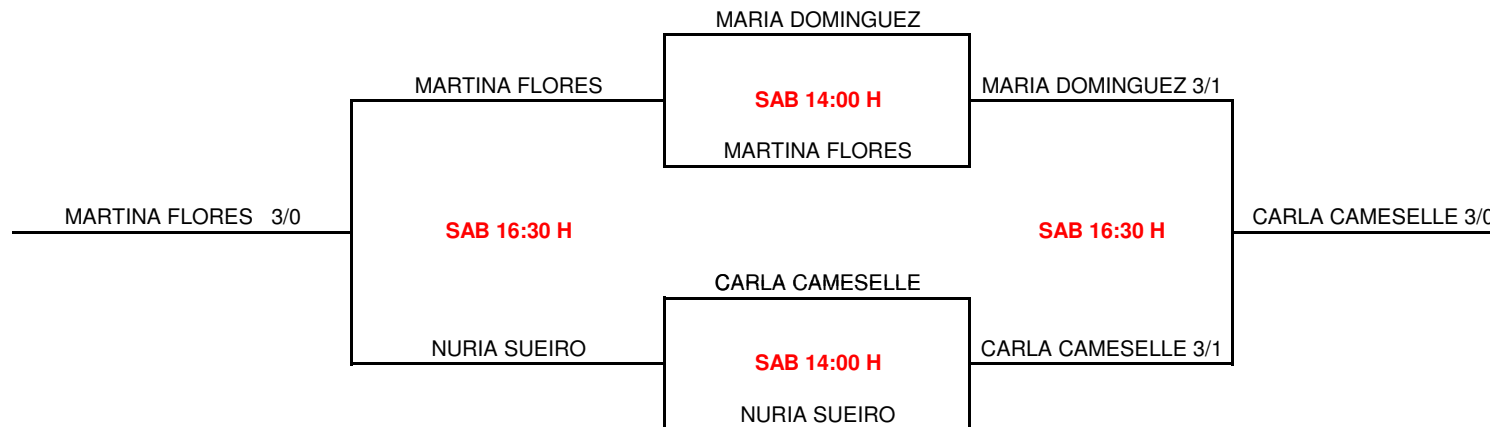 MARIA DOMINGUEZ
MARTINA FLORES
SAB 14:00 H
MARIA DOMINGUEZ 3/1
MARTINA FLORES
MARTINA FLORES 3/0
SAB 16:30 H
SAB 16:30 H
CARLA CAMESELLE 3/0
CARLA CAMESELLE
NURIA SUEIRO
SAB 14:00 H
CARLA CAMESELLE 3/1
NURIA SUEIRO